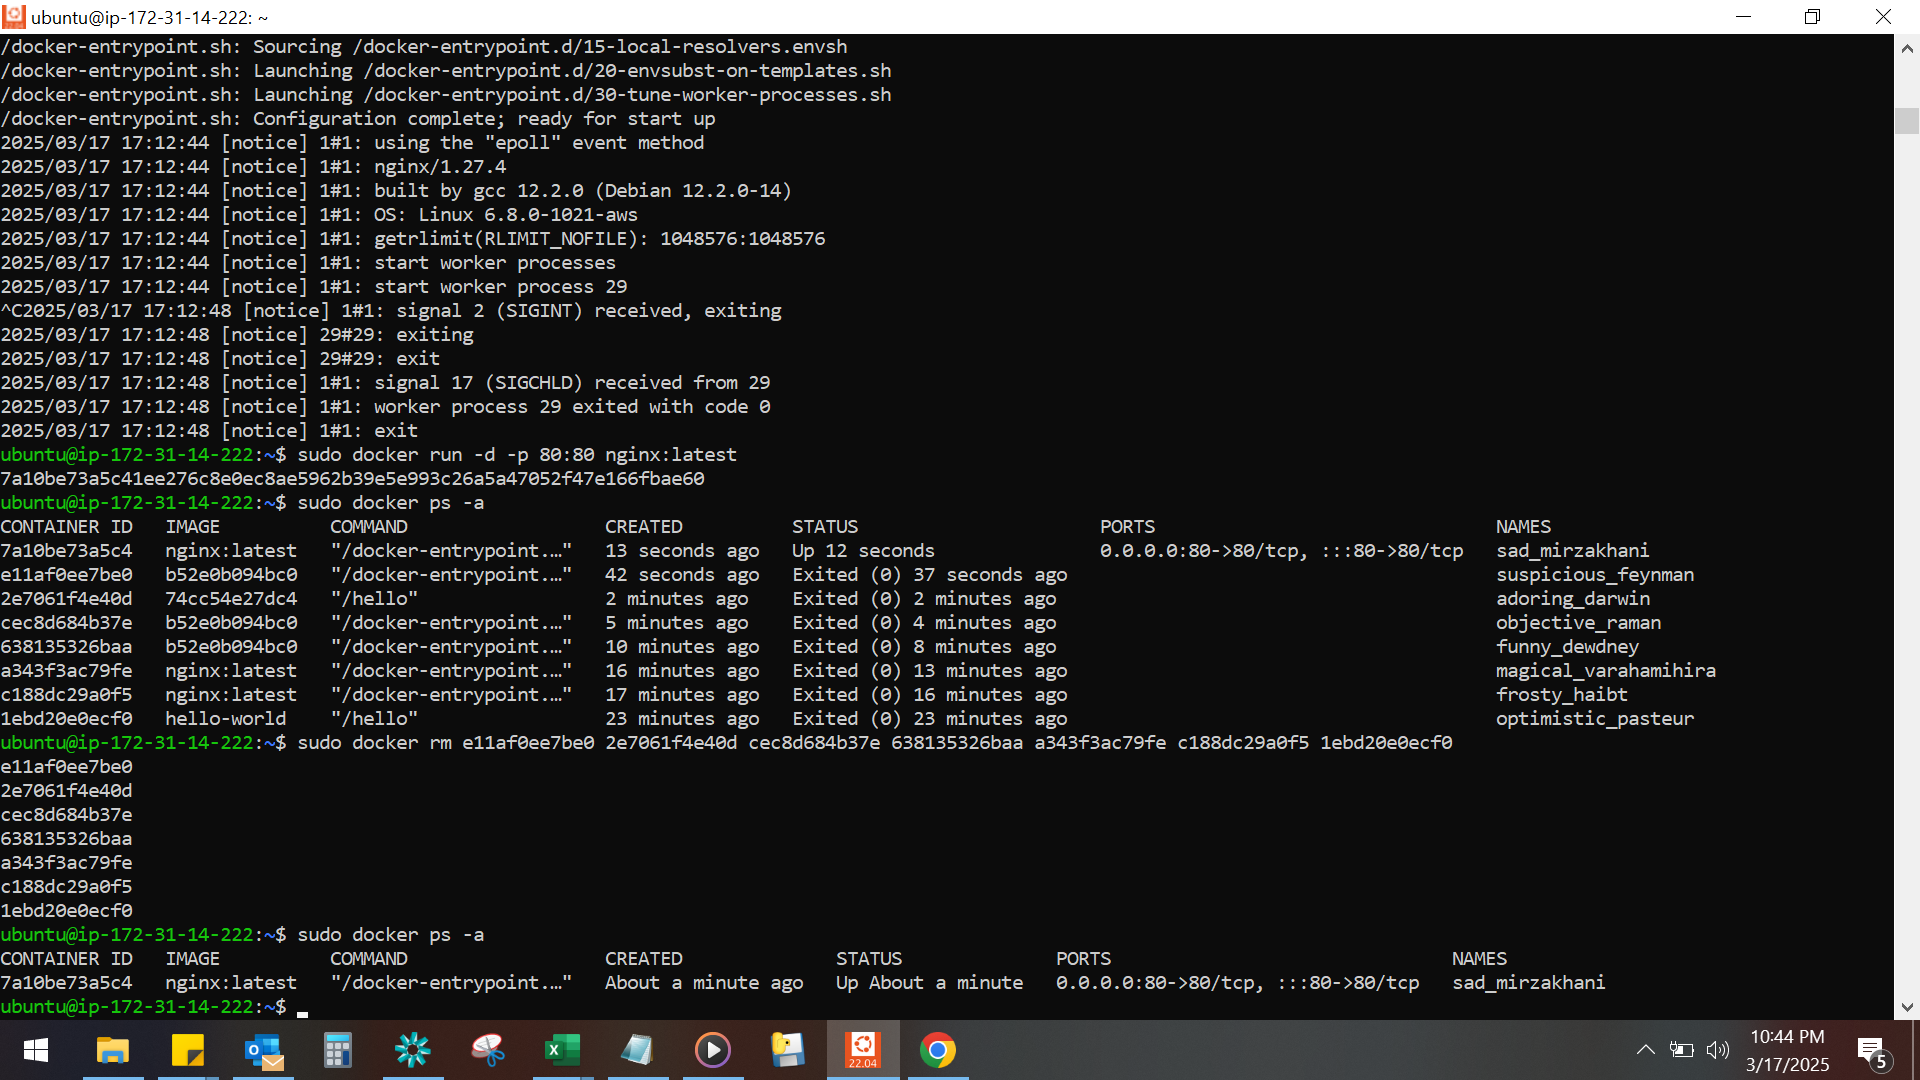 ubuntu@ip-172-31-14-222: ~
/docker-entrypoint.sh: Sourcing /docker-entrypoint.d/15-local-resolvers.envsh
/docker-entrypoint.sh: Launching /docker-entrypoint.d/20-envsubst-on-templates.sh
/docker-entrypoint.sh: Launching /docker-entrypoint.d/30-tune-worker-processes.sh
/docker-entrypoint.sh: Configuration complete; ready for start up
2025/03/17 17:12:44 [notice] 1#1: using the "epoll" event method
2025/03/17 17:12:44 [notice] 1#1: nginx/1.27.4
2025/03/17 17:12:44 [notice] 1#1: built by gcc 12.2.0 (Debian 12.2.0-14)
2025/03/17 17:12:44 [notice] 1#1: OS: Linux 6.8.0-1021-aws
2025/03/17 17:12:44 [notice] 1#1: getrlimit(RLIMIT_NOFILE): 1048576:1048576
2025/03/17 17:12:44 [notice] 1#1: start worker processes
2025/03/17 17:12:44 [notice] 1#1: start worker process 29
^C2025/03/17 17:12:48 [notice] 1#1: signal 2 (SIGINT) received, exiting
2025/03/17 17:12:48 [notice] 29#29: exiting
2025/03/17 17:12:48 [notice] 29#29: exit
2025/03/17 17:12:48 [notice] 1#1: signal 17 (SIGCHLD) received from 29
2025/03/17 17:12:48 [notice] 1#1: worker process 29 exited with code 0
2025/03/17 17:12:48 [notice] 1#1: exit
ubuntu@ip-172-31-14-222:~$ sudo docker run -d -p 80:80 nginx:latest
7a10be73a5c41ee276c8e0ec8ae5962b39e5e993c26a5a47052f47e166fbae60
ubuntu@ip-172-31-14-222:~$ sudo docker ps -a
CONTAINER ID   IMAGE          COMMAND                  CREATED          STATUS                      PORTS                               NAMES
7a10be73a5c4   nginx:latest   "/docker-entrypoint.…"   13 seconds ago   Up 12 seconds               0.0.0.0:80->80/tcp, :::80->80/tcp   sad_mirzakhani
e11af0ee7be0   b52e0b094bc0   "/docker-entrypoint.…"   42 seconds ago   Exited (0) 37 seconds ago                                       suspicious_feynman
2e7061f4e40d   74cc54e27dc4   "/hello"                 2 minutes ago    Exited (0) 2 minutes ago                                        adoring_darwin
cec8d684b37e   b52e0b094bc0   "/docker-entrypoint.…"   5 minutes ago    Exited (0) 4 minutes ago                                        objective_raman
638135326baa   b52e0b094bc0   "/docker-entrypoint.…"   10 minutes ago   Exited (0) 8 minutes ago                                        funny_dewdney
a343f3ac79fe   nginx:latest   "/docker-entrypoint.…"   16 minutes ago   Exited (0) 13 minutes ago                                       magical_varahamihira
c188dc29a0f5   nginx:latest   "/docker-entrypoint.…"   17 minutes ago   Exited (0) 16 minutes ago                                       frosty_haibt
1ebd20e0ecf0   hello-world    "/hello"                 23 minutes ago   Exited (0) 23 minutes ago                                       optimistic_pasteur
ubuntu@ip-172-31-14-222:~$ sudo docker rm e11af0ee7be0 2e7061f4e40d cec8d684b37e 638135326baa a343f3ac79fe c188dc29a0f5 1ebd20e0ecf0
e11af0ee7be0
2e7061f4e40d
cec8d684b37e
638135326baa
a343f3ac79fe
c188dc29a0f5
1ebd20e0ecf0
ubuntu@ip-172-31-14-222:~$ sudo docker ps -a
CONTAINER ID   IMAGE          COMMAND                  CREATED              STATUS              PORTS                               NAMES
7a10be73a5c4   nginx:latest   "/docker-entrypoint.…"   About a minute ago   Up About a minute   0.0.0.0:80->80/tcp, :::80->80/tcp   sad_mirzakhani
ubuntu@ip-172-31-14-222:~$
22.04
10:44 PM
3/17/2025
5